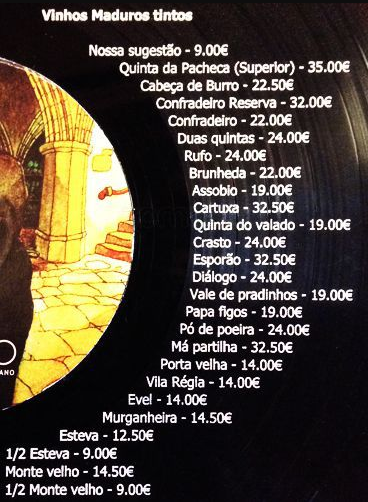 Vinhos Maduros tintos
Nossa sugestão - 9.00€
Quinta da Pacheca (Superior) - 35.00€
Cabeça de Burro - 22.50€
Confradeiro Reserva - 32.00€
Confradeiro - 22.00€
Duas quintas - 24.00€
Rufo - 24.00€
Brunheda - 22.00€
Assobio - 19.00€
Cartuxa - 32.50€
Quinta do valado - 19.00€
Crasto - 24.00€
Esporão - 32.50€
Diálogo - 24.00€
Vale de pradinhos - 19.00€
Papa figos - 19.00€
Pó de poeira - 24.00€
Má partilha - 32.50€
Porta velha - 14.00€
Vila Régia - 14.00€
Evel - 14.00€
Murganheira - 14.50€
Esteva - 12.50€
1/2 Esteva - 9.00€
Monte velho - 14.50€
1/2 Monte velho - 9.00€